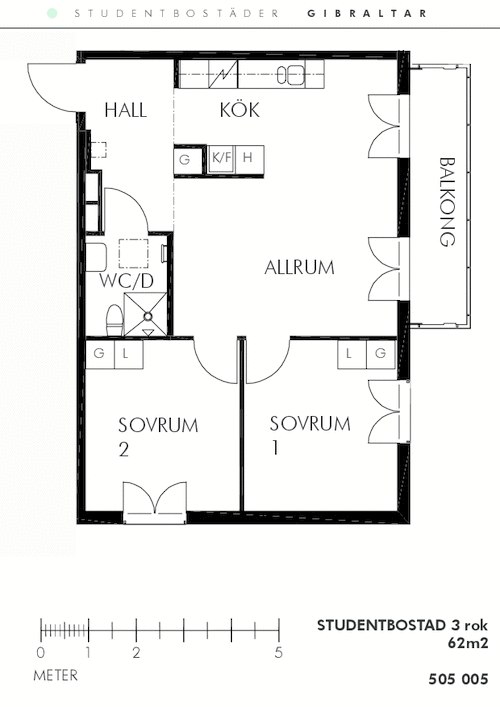 STUDENTBOSTÄDER GIBRALTAR
HALL
KÖK
G
K/F
H
BALKONG
ALLRUM
WC/D
G L
L G
SOVRUM
2
SOVRUM
1
0 1 2 5
METER
STUDENTBOSTAD 3 rok
62m2
505 005